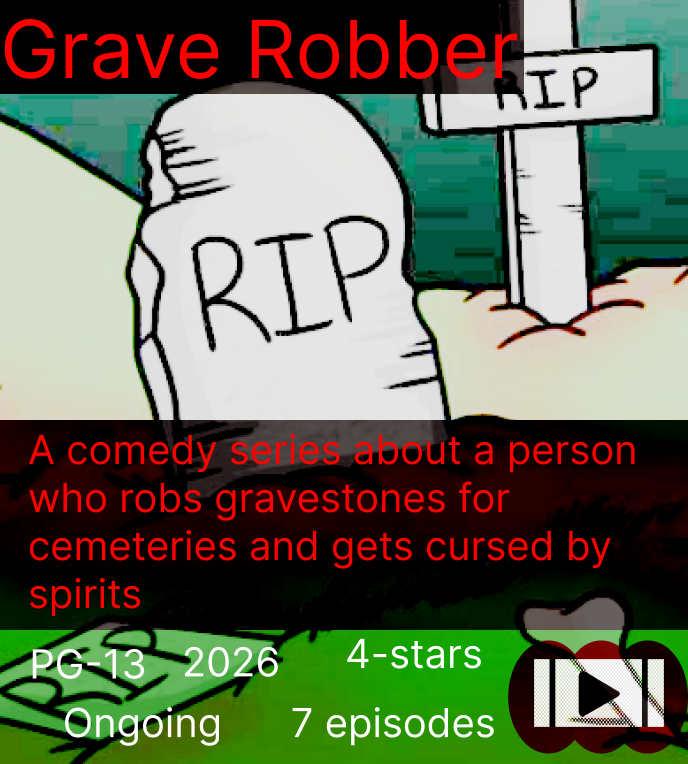 Grave Robber
RIP
RIP
A comedy series about a person
who robs gravestones for
cemeteries and gets cursed by
spirits
RIP
PG-13 2026 4-stars
Ongoing 7 episodes